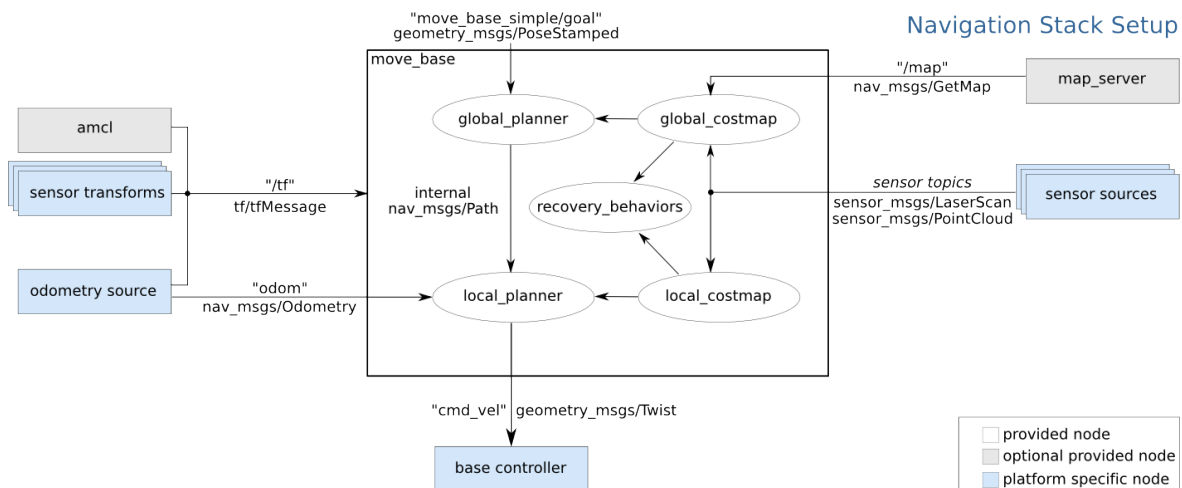 Navigation Stack Setup
"move_base_simple/goal"
geometry_msgs/PoseStamped
move_base
"/map"
nav_msgs/GetMap
map_server
amcl
global_planner
global_costmap
sensor transforms
"/tf"
tf/tfMessage
internal
nav_msgs/Path
recovery_behaviors
sensor topics
sensor_msgs/LaserScan
sensor_msgs/PointCloud
sensor sources
odometry source
"odom"
nav_msgs/Odometry
local_planner
local_costmap
"cmd_vel" geometry_msgs/Twist
base controller
provided node
optional provided node
platform specific node